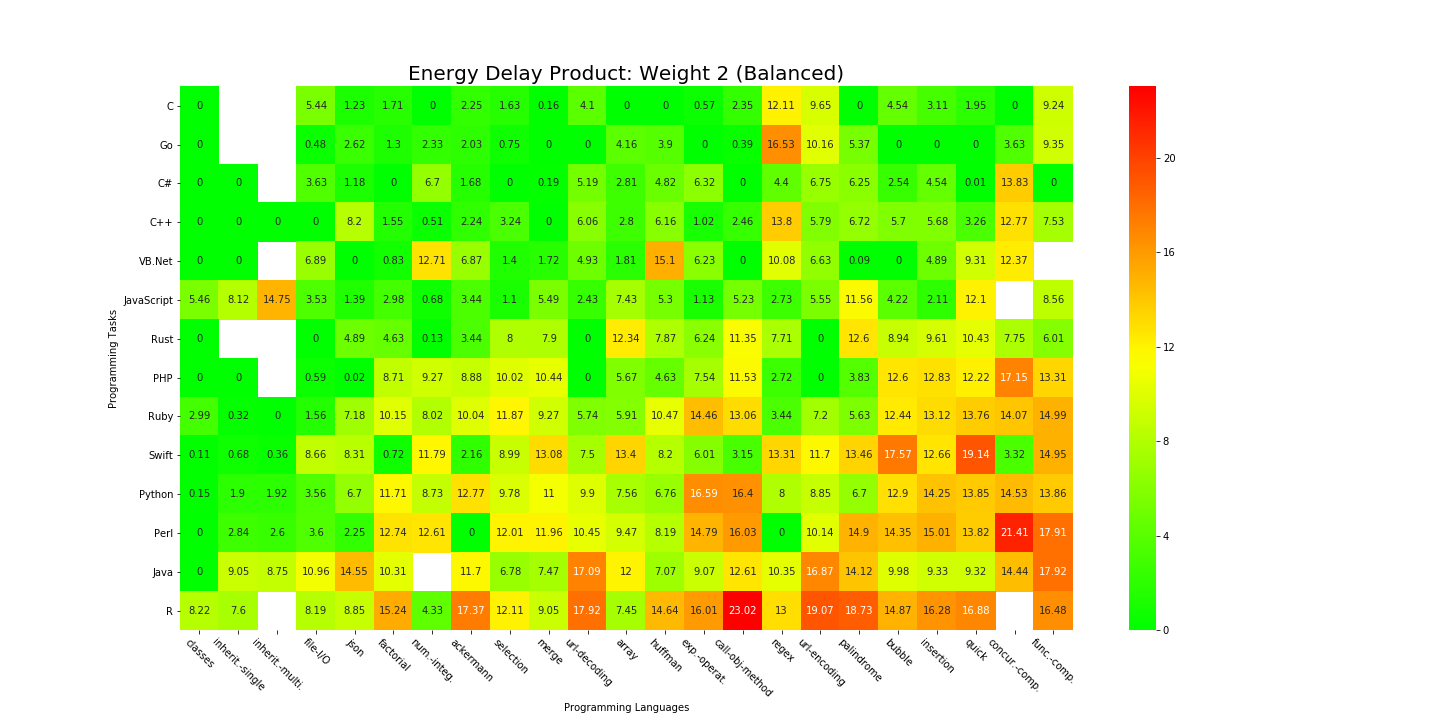 Energy Delay Product: Weight 2 (Balanced)
C 0 5.44 1.23 1.71 0 2.25 1.63 0.16 4.1 0 0 0.57 2.35 12.11 9.65 0 4.54 3.11 1.95 0 9.24
Go 0 0.48 2.62 1.3 2.33 2.03 0.75 0 0 4.16 3.9 0 0.39 16.53 10.16 5.37 0 0 0 3.63 9.35
C# 0 0 3.63 1.18 0 6.7 1.68 0 0.19 5.19 2.81 4.82 6.32 0 4.4 6.75 6.25 2.54 4.54 0.01 13.83 0
C++ 0 0 0 0 8.2 1.55 0.51 2.24 3.24 0 6.06 2.8 6.16 1.02 2.46 13.8 5.79 6.72 5.7 5.68 3.26 12.77 7.53
VB.Net 0 0 6.89 0 0.83 12.71 6.87 1.4 1.72 4.93 1.81 15.1 6.23 0 10.08 6.63 0.09 0 4.89 9.31 12.37
JavaScript 5.46 8.12 14.75 3.53 1.39 2.98 0.68 3.44 1.1 5.49 2.43 7.43 5.3 1.13 5.23 2.73 5.55 11.56 4.22 2.11 12.1 8.56
Rust 0 0 4.89 4.63 0.13 3.44 8 7.9 0 12.34 7.87 6.24 11.35 7.71 0 12.6 8.94 9.61 10.43 7.75 6.01
PHP 0 0 0.59 0.02 8.71 9.27 8.88 10.02 10.44 0 5.67 4.63 7.54 11.53 2.72 0 3.83 12.6 12.83 12.22 17.15 13.31
Ruby 2.99 0.32 0 1.56 7.18 10.15 8.02 10.04 11.87 9.27 5.74 5.91 10.47 14.46 13.06 3.44 7.2 5.63 12.44 13.12 13.76 14.07 14.99
Swift 0.11 0.68 0.36 8.66 8.31 0.72 11.79 2.16 8.99 13.08 7.5 13.4 8.2 6.01 3.15 13.31 11.7 13.46 17.57 12.66 19.14 3.32 14.95
Python 0.15 1.9 1.92 3.56 6.7 11.71 8.73 12.77 9.78 11 9.9 7.56 6.76 16.59 16.4 8 8.85 6.7 12.9 14.25 13.85 14.53 13.86
Perl 0 2.84 2.6 3.6 2.25 12.74 12.61 0 12.01 11.96 10.45 9.47 8.19 14.79 16.03 0 10.14 14.9 14.35 15.01 13.82 21.41 17.91
Java 0 9.05 8.75 10.96 14.55 10.31 11.7 6.78 7.47 17.09 12 7.07 9.07 12.61 10.35 16.87 14.12 9.98 9.33 9.32 14.44 17.92
R 8.22 7.6 8.19 8.85 15.24 4.33 17.37 12.11 9.05 17.92 7.45 14.64 16.01 23.02 13 19.07 18.73 14.87 16.28 16.88 16.48
classes inherit.-single inherit.-multi. file-I/O json factorial num.-integ. ackermann selection merge url-decoding array huffman exp.-operat. call-obj-method regex url-encoding palindrome bubble insertion quick concur.-comp. func.-comp.
Programming Languages
Programming Tasks
20
16
12
8
4
0